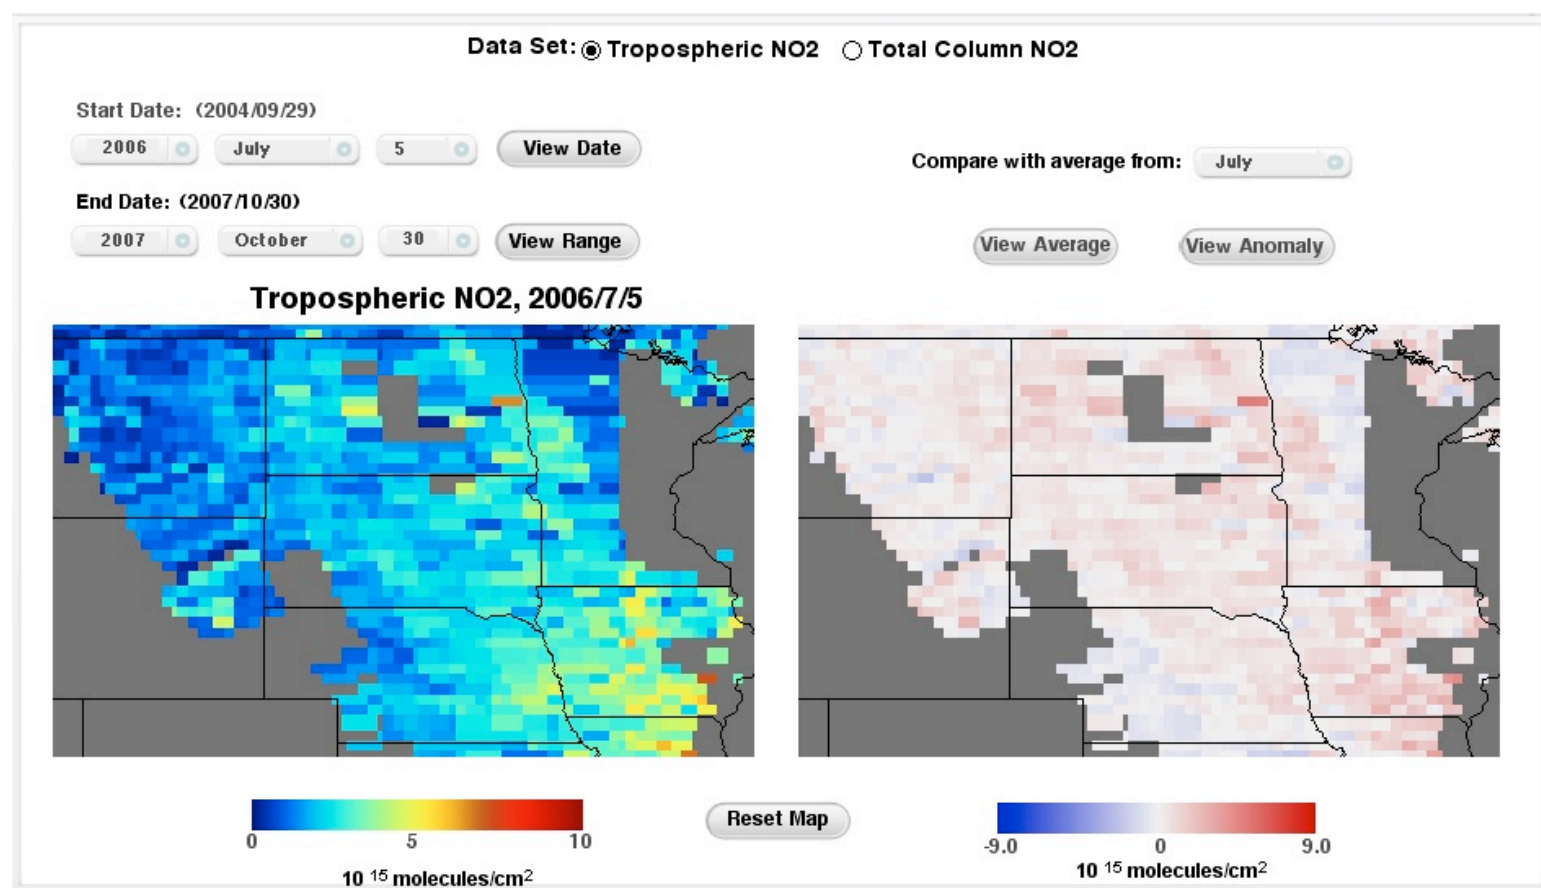 Data Set: Tropospheric NO2 Total Column NO2
Start Date: (2004/09/29)
2006 July 5 View Date
Compare with average from: July
End Date: (2007/10/30)
2007 October 30 View Range
View Average View Anomaly
Tropospheric NO2, 2006/7/5
0 5 10
10 15 molecules/cm2
Reset Map
-9.0 0 9.0
10 15 molecules/cm2